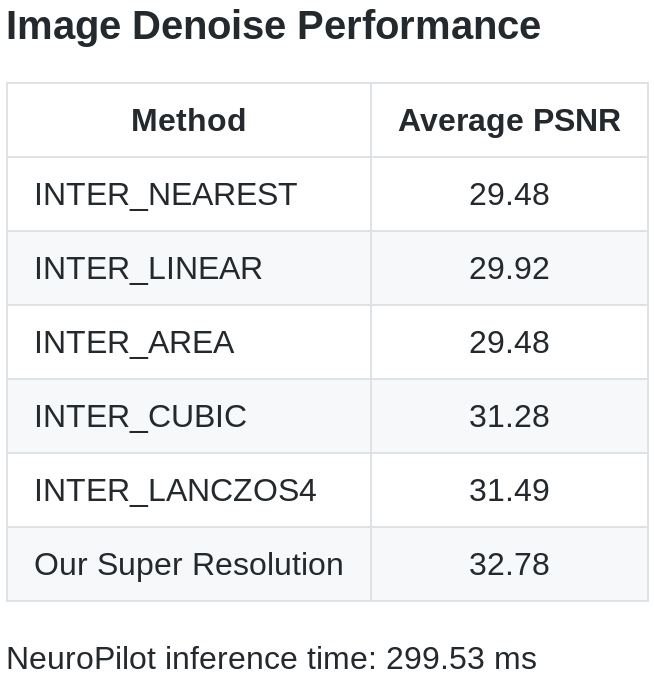 Image Denoise Performance
Method Average PSNR
INTER_NEAREST 29.48
INTER_LINEAR 29.92
INTER_AREA 29.48
INTER_CUBIC 31.28
INTER_LANCZOS4 31.49
Our Super Resolution 32.78
NeuroPilot inference time: 299.53 ms